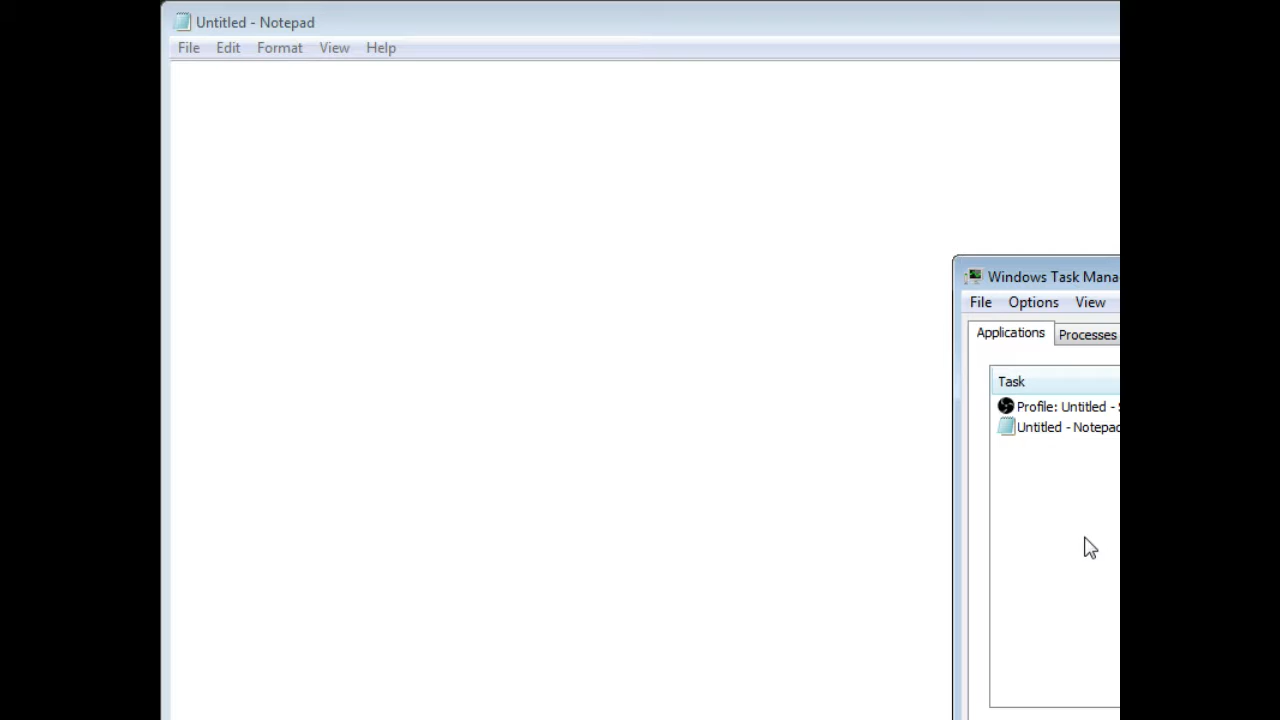 Untitled - Notepad
File Edit Format View Help
Windows Task Mana
File Options View
Applications Processes
Task
Profile: Untitled -
Untitled - Notepad